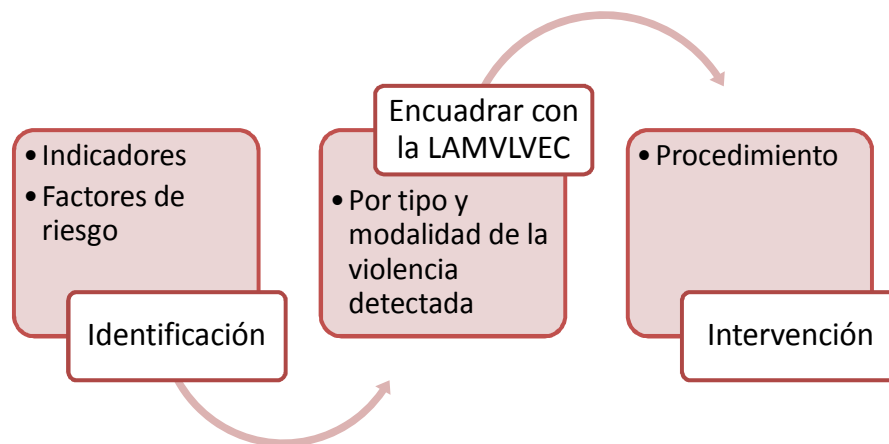 • Indicadores
• Factores de
riesgo
Identificación
Encuadrar con
la LAMVLVEC
• Por tipo y
modalidad de la
violencia
detectada
• Procedimiento
Intervención